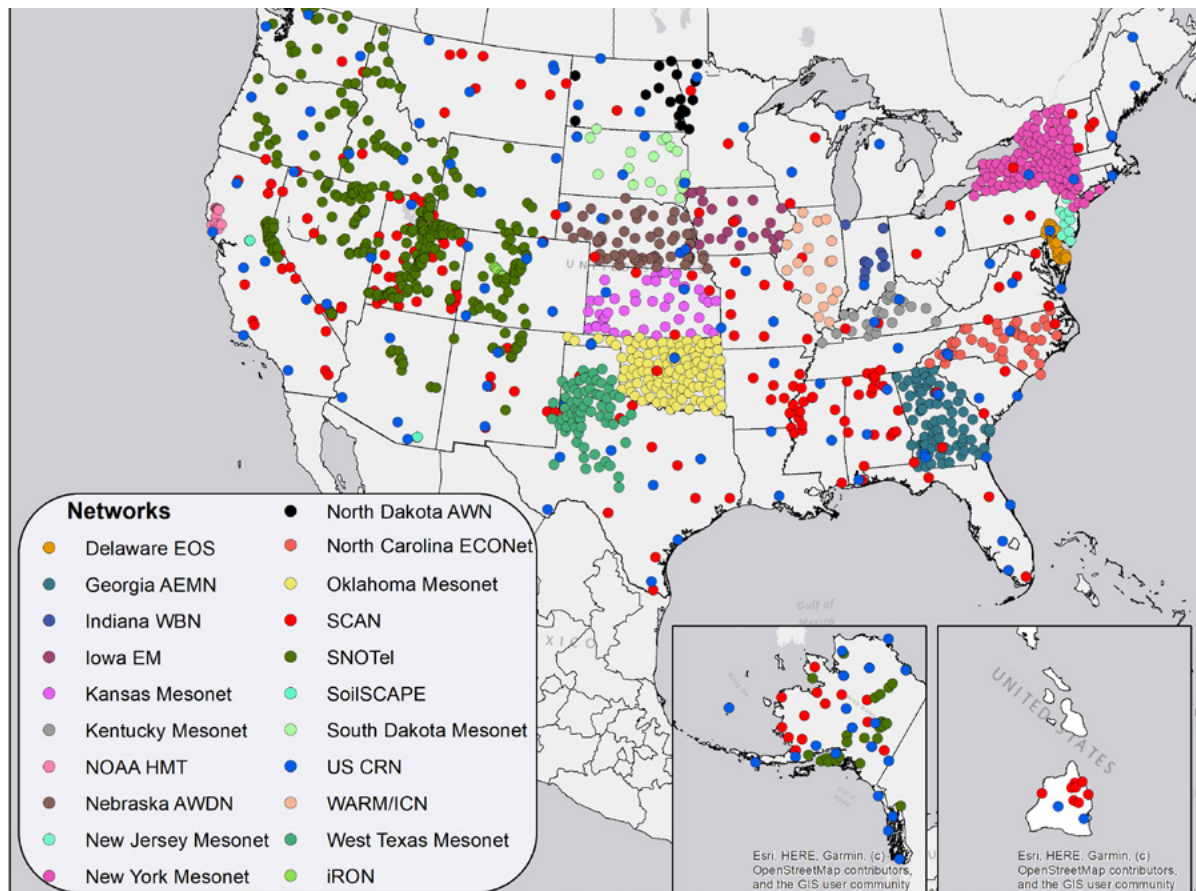 Networks
Delaware EOS
Georgia AEMN
Indiana WBN
Iowa EM
Kansas Mesonet
Kentucky Mesonet
NOAA HMT
Nebraska AWDN
New Jersey Mesonet
New York Mesonet
North Dakota AWN
North Carolina ECONet
Oklahoma Mesonet
SCAN
SNOTel
SoilSCAPE
South Dakota Mesonet
US CRN
WARM/ICN
West Texas Mesonet
iRON
Gulf of
Mexico
Esri, HERE, Garmin, (c)
OpenStreetMap contributors,
and the GIS user community
UNITED STATES
Esri, HERE, Garmin, (c)
OpenStreetMap contributors,
and the GIS user community